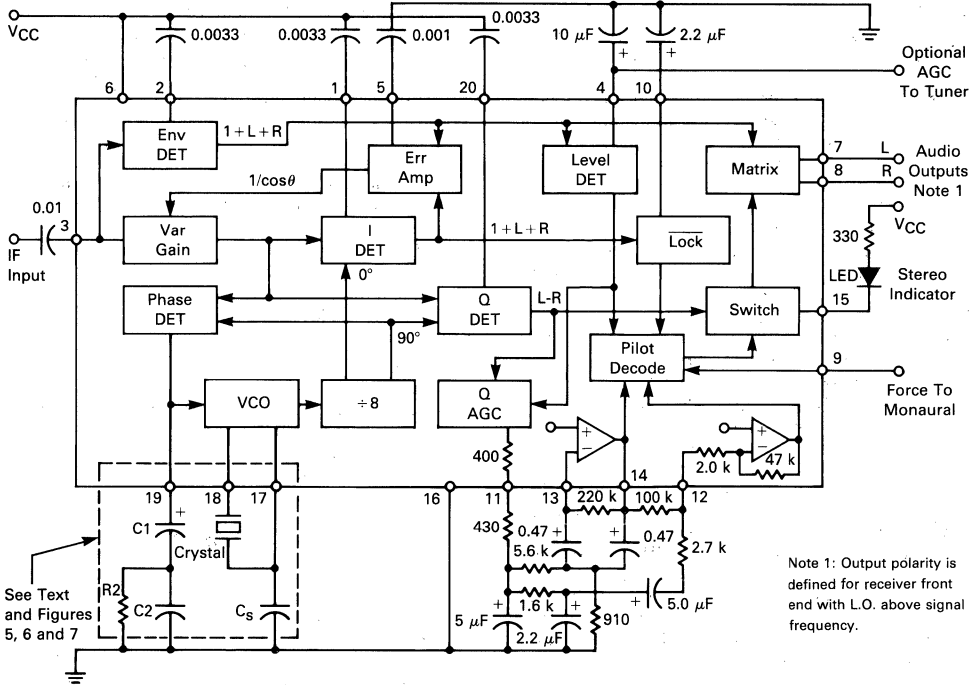 VCC
0.0033
0.0033
0.001
0.0033
10 µF
+
2.2 µF
+
Optional
AGC
To Tuner
6
2
1
5
20
4
10
Env
DET
1+L+R
Err
Amp
Level
DET
Matrix
7
L
Audio
8
R
Outputs
Note 1
1/cosθ
0.01
3
IF
Input
Var
Gain
I
DET
0°
1+L+R
Lock
VCC
330
LED
Stereo
Indicator
Phase
DET
90°
Q
DET
L-R
Switch
15
Pilot
Decode
9
Force To
Monaural
VCO
÷8
Q
AGC
+
−
+
−
400
2.0 k
47 k
14
19
18
17
16
11
13
220 k
100 k
12
C1
+
Crystal
430
+
0.47
5.6 k
+
0.47
2.7 k
See Text
and Figures
5, 6 and 7
R2
C2
Cs
1.6 k
+
5.0 µF
+
5 µF
+
2.2 µF
910
Note 1: Output polarity is
defined for receiver front
end with L.O. above signal
frequency.